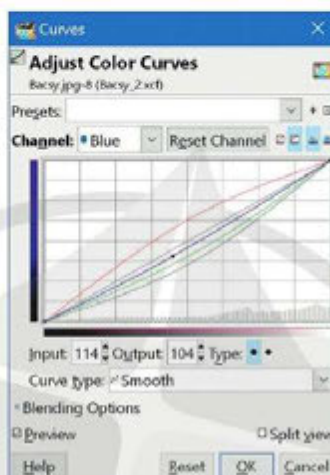 Curves
Adjust Color Curves
Bacsy.jpg-8 (Bacsy_2.xcf)
Presets:
Channel: Blue Reset Channel
Input: 114 Output: 104 Type:
Curve type: Smooth
Blending Options
Preview Split view
Help Reset OK Cancel